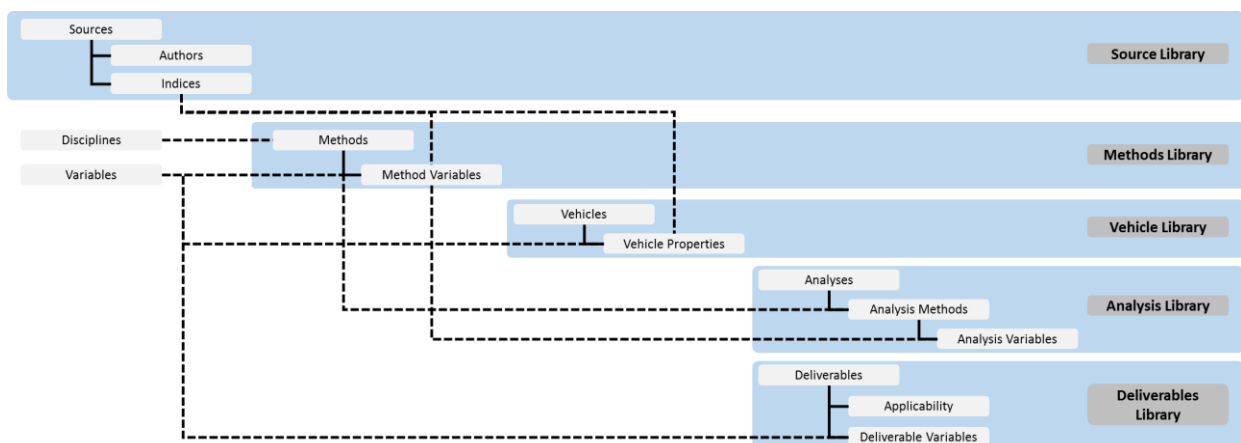 Sources
Authors
Source Library
Indices
Disciplines
Methods
Methods Library
Variables
Method Variables
Vehicles
Vehicle Library
Vehicle Properties
Analyses
Analysis Methods
Analysis Library
Analysis Variables
Deliverables
Deliverables
Library
Applicability
Deliverable Variables